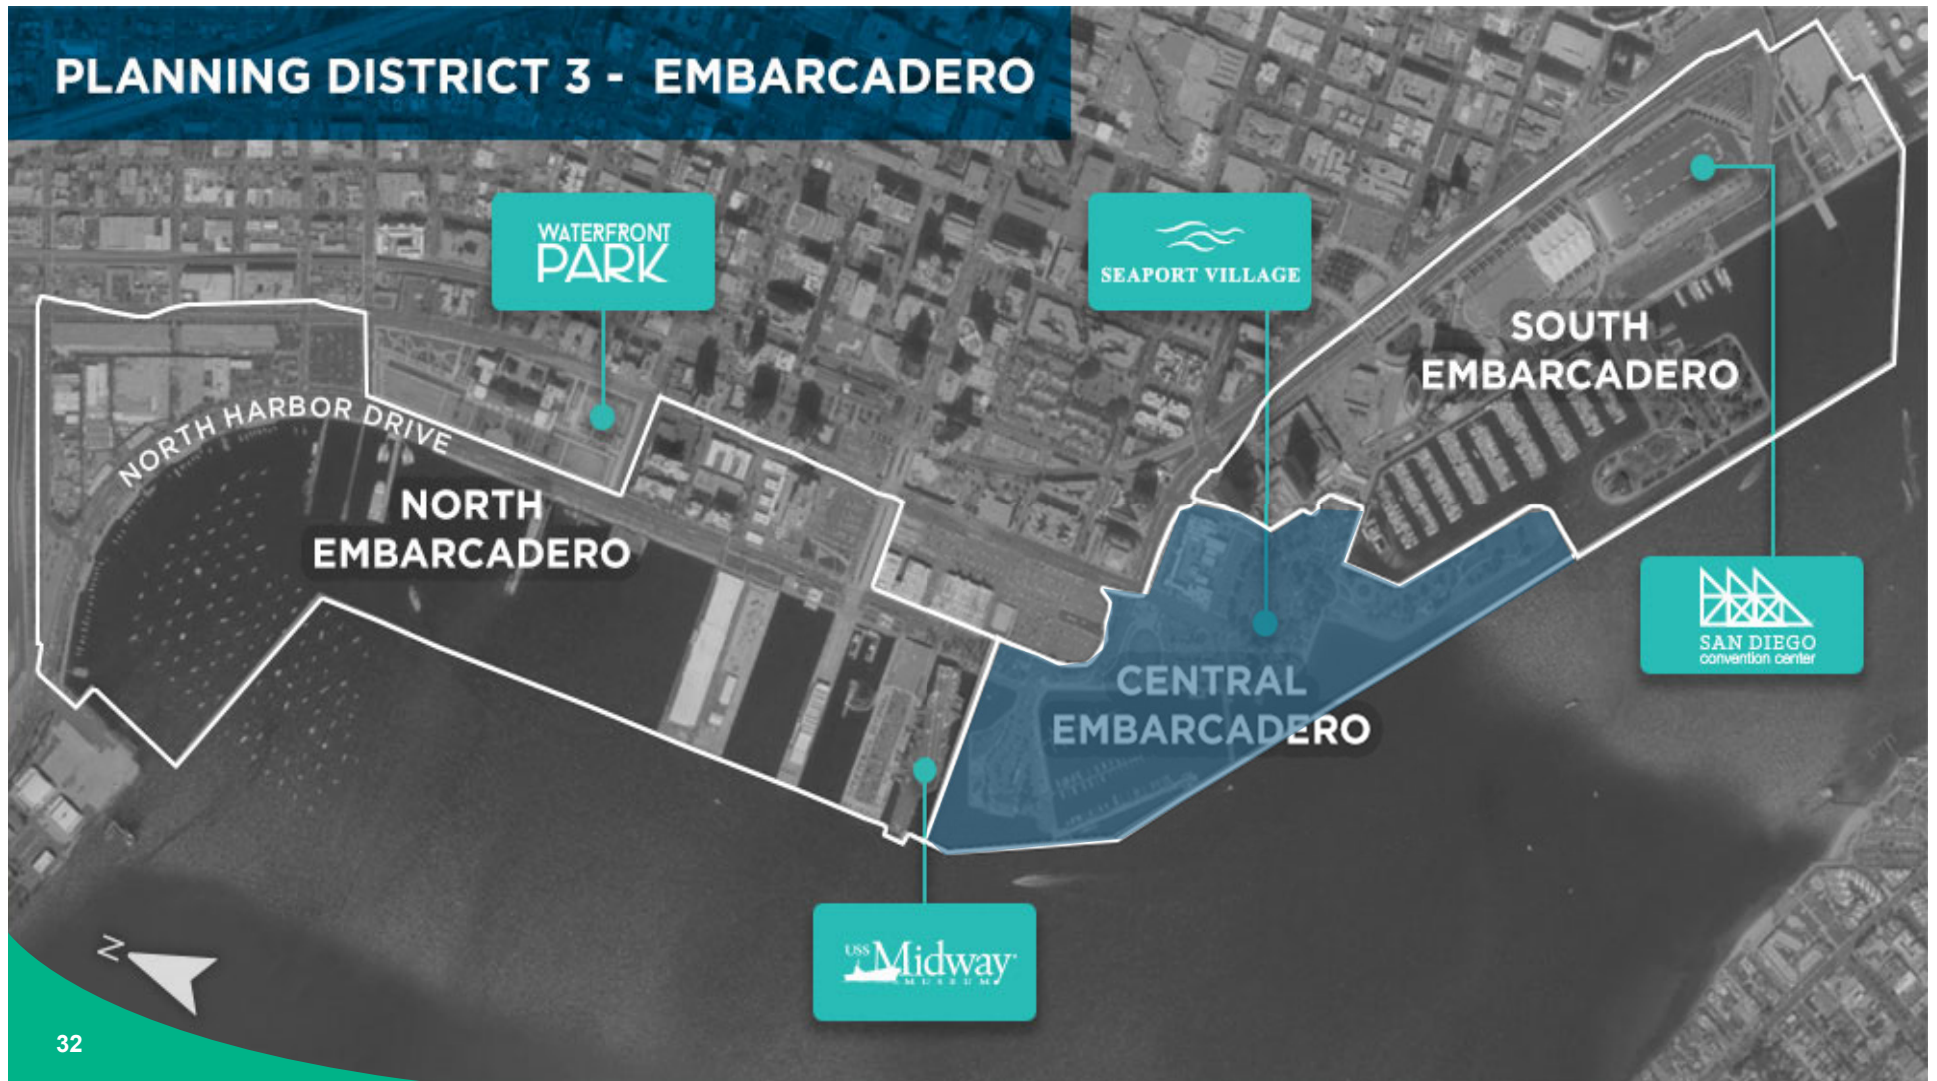 PLANNING DISTRICT 3 - EMBARCADERO
WATERFRONT
PARK
SEAPORT VILLAGE
SOUTH
EMBARCADERO
NORTH HARBOR DRIVE
NORTH
EMBARCADERO
SAN DIEGO
convention center
CENTRAL
EMBARCADERO
USS Midway
MUSEUM
N
32